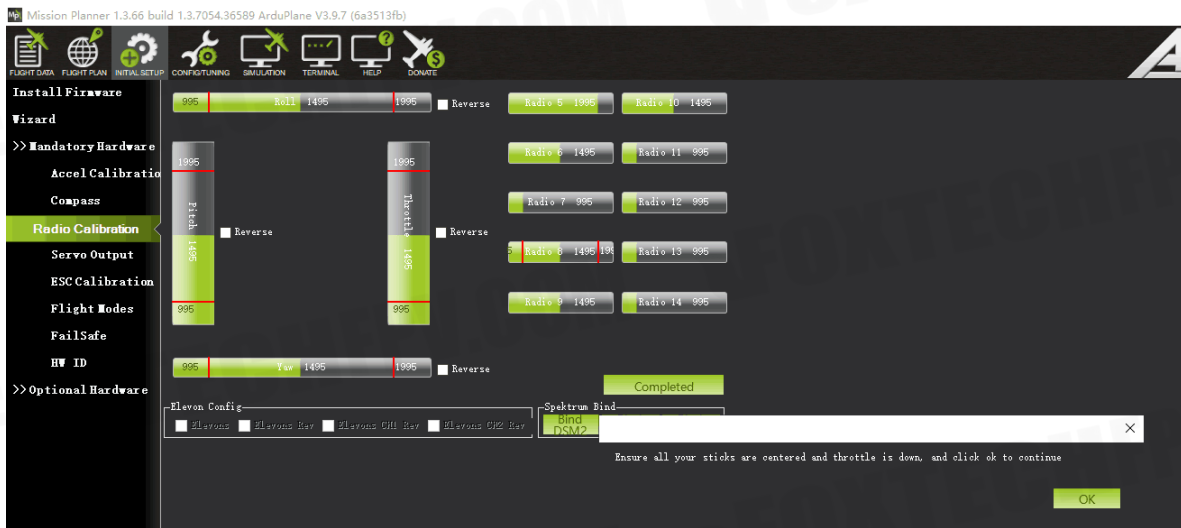 Mission Planner 1.3.66 build 1.3.7054.36589 ArduPlane V3.9.7 (6a3513fb)
FLIGHT DATA FLIGHT PLAN INITIAL SETUP CONFIG/TUNING SIMULATION TERMINAL HELP DONATE
Install Firmware
Wizard
>> Mandatory Hardware
Accel Calibratio
Compass
Radio Calibration
Servo Output
ESC Calibration
Flight Modes
FailSafe
HW ID
>> Optional Hardware
995 Roll 1495 1995 Reverse
1995
Pitch 1495
995
Reverse
1995
Throttle 1495
995
Reverse
995 Yaw 1495 1995 Reverse
Radio 5 1995 Radio 10 1495
Radio 6 1495 Radio 11 995
Radio 7 995 Radio 12 995
Radio 8 1495 Radio 13 995
Radio 9 1495 Radio 14 995
Completed
Elevon Config
Elevons Elevons Rev Elevons CH1 Rev Elevons CH2 Rev
Spektrum Bind
Bind DSM2
Ensure all your sticks are centered and throttle is down, and click ok to continue
OK